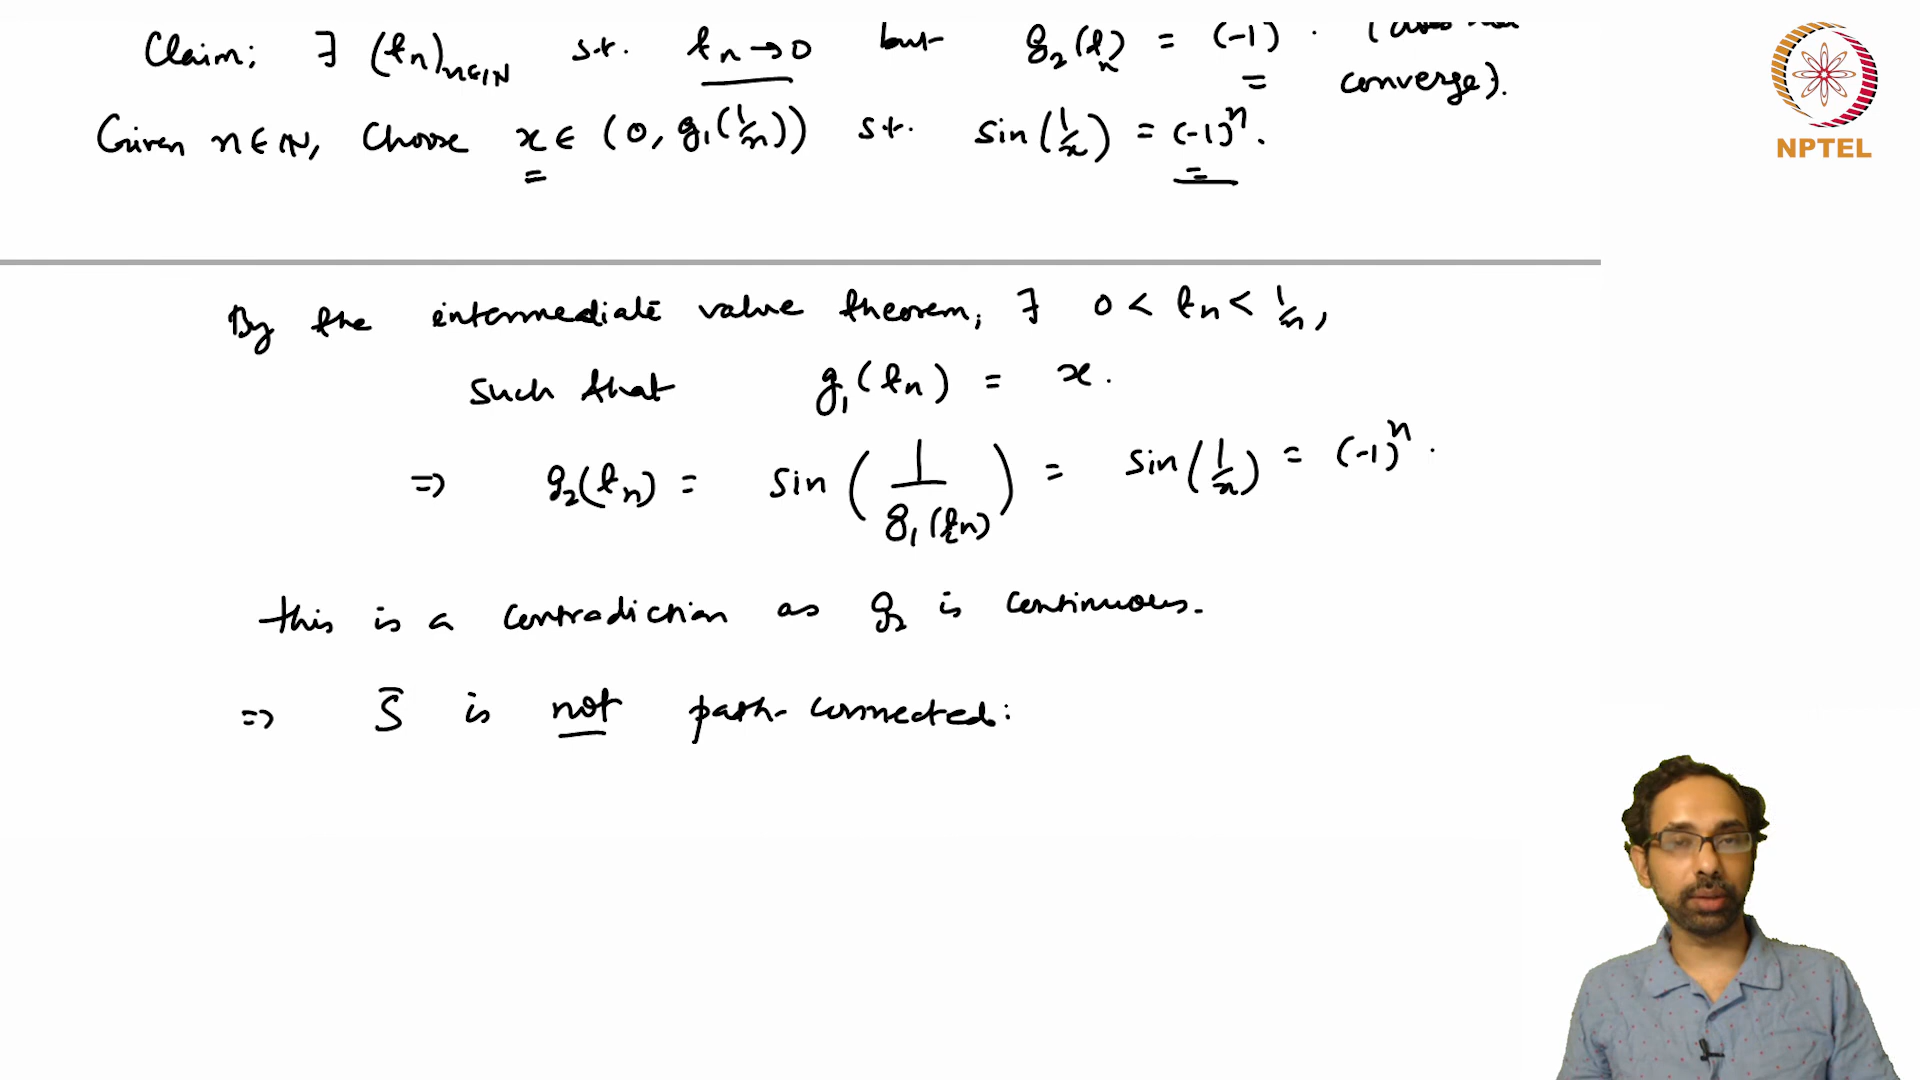 Claim: ∃ (tₙ)ₙ∈ℕ s.t. tₙ → 0 but g₂(tₙ) = (-1) .
converge).
Given n ∈ ℕ, choose x ∈ (0, g₁(1/n)) s.t. sin(1/x) = (-1)ⁿ.
NPTEL
By the intermediate value theorem, ∃ 0 < tₙ < 1/n,
such that g₁(tₙ) = x.
⇒ g₂(tₙ) = sin(1/g₁(tₙ)) = sin(1/x) = (-1)ⁿ.
this is a contradiction as g₂ is continuous.
⇒ S̄ is not path-connected: